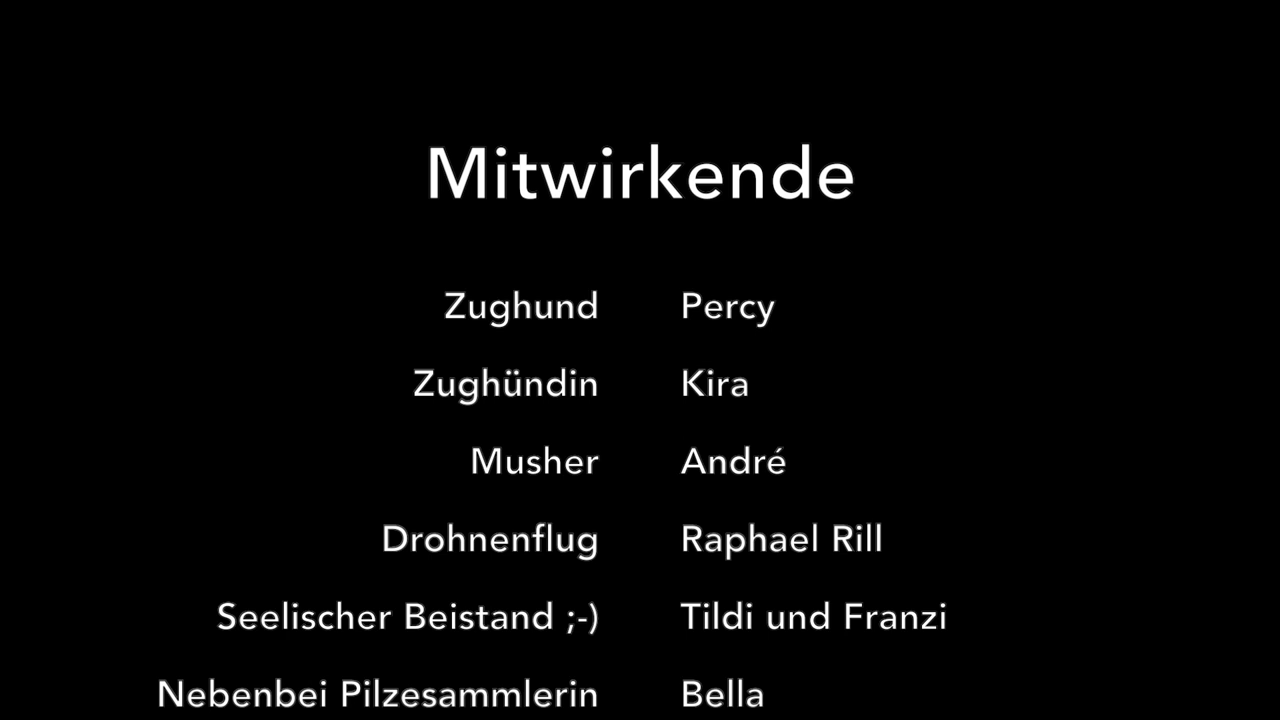 Mitwirkende
Zughund Percy
Zughündin Kira
Musher André
Drohnenflug Raphael Rill
Seelischer Beistand ;-) Tildi und Franzi
Nebenbei Pilzesammlerin Bella